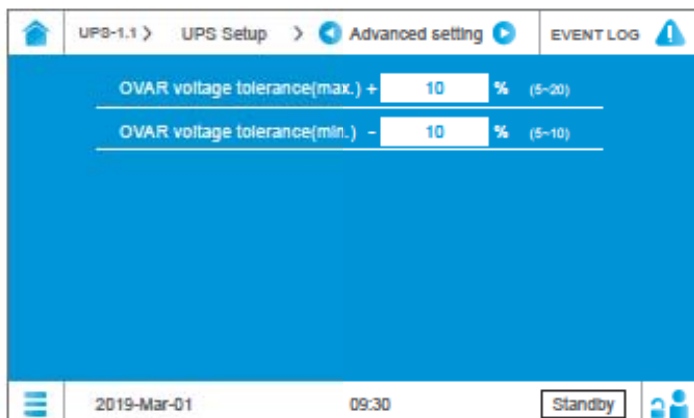 UPS-1.1 > UPS Setup > Advanced setting EVENT LOG
OVAR voltage tolerance(max.) + 10 % (5~20)
OVAR voltage tolerance(min.) - 10 % (5~10)
2019-Mar-01 09:30 Standby